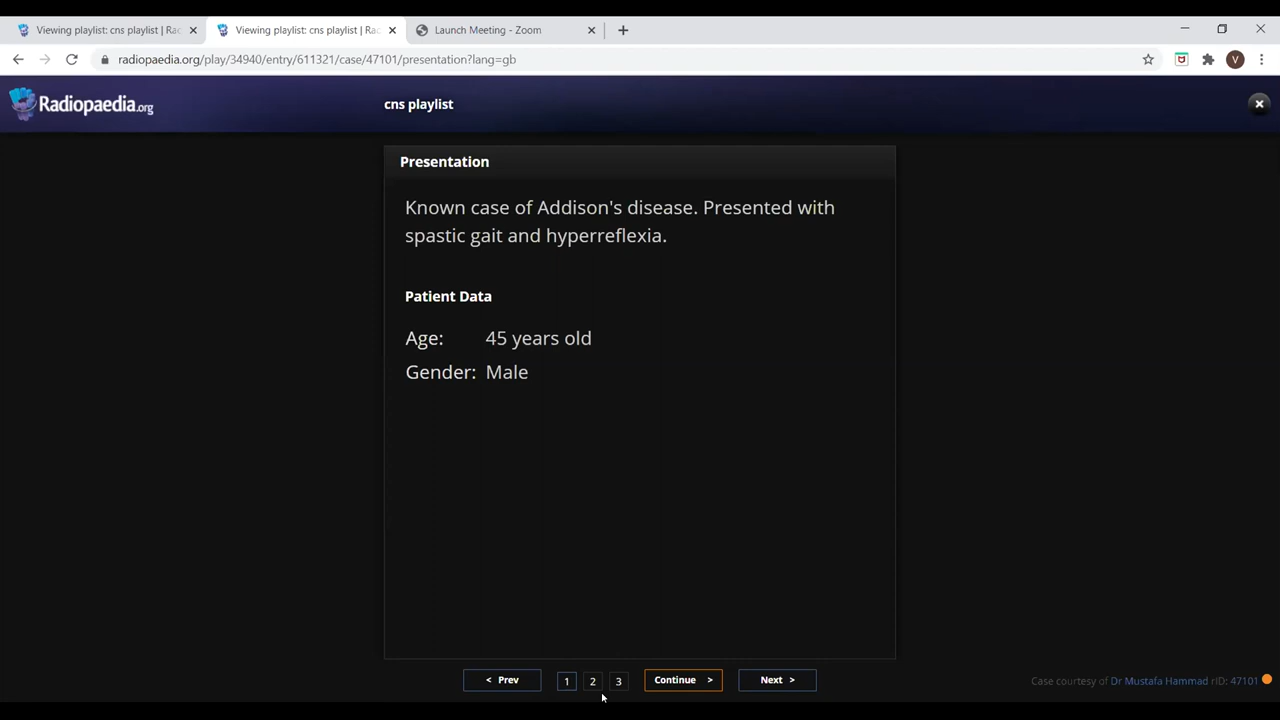 Viewing playlist: cns playlist | Rac
Viewing playlist: cns playlist | Rac
Launch Meeting - Zoom
radiopaedia.org/play/34940/entry/611321/case/47101/presentation?lang=gb
V
Radiopaedia.org
cns playlist
Presentation
Known case of Addison's disease. Presented with
spastic gait and hyperreflexia.
Patient Data
Age: 45 years old
Gender: Male
< Prev 1 2 3 Continue > Next >
Case courtesy of Dr Mustafa Hammad rID: 47101